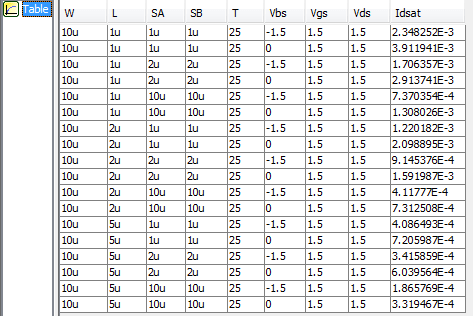 Table
W L SA SB T Vbs Vgs Vds Idsat
10u 1u 1u 1u 25 -1.5 1.5 1.5 2.348252E-3
10u 1u 1u 1u 25 0 1.5 1.5 3.911941E-3
10u 1u 2u 2u 25 -1.5 1.5 1.5 1.706357E-3
10u 1u 2u 2u 25 0 1.5 1.5 2.913741E-3
10u 1u 10u 10u 25 -1.5 1.5 1.5 7.370354E-4
10u 1u 10u 10u 25 0 1.5 1.5 1.308026E-3
10u 2u 1u 1u 25 -1.5 1.5 1.5 1.220182E-3
10u 2u 1u 1u 25 0 1.5 1.5 2.098895E-3
10u 2u 2u 2u 25 -1.5 1.5 1.5 9.145376E-4
10u 2u 2u 2u 25 0 1.5 1.5 1.591987E-3
10u 2u 10u 10u 25 -1.5 1.5 1.5 4.11777E-4
10u 2u 10u 10u 25 0 1.5 1.5 7.312508E-4
10u 5u 1u 1u 25 -1.5 1.5 1.5 4.086493E-4
10u 5u 1u 1u 25 0 1.5 1.5 7.205987E-4
10u 5u 2u 2u 25 -1.5 1.5 1.5 3.415859E-4
10u 5u 2u 2u 25 0 1.5 1.5 6.039564E-4
10u 5u 10u 10u 25 -1.5 1.5 1.5 1.865769E-4
10u 5u 10u 10u 25 0 1.5 1.5 3.319467E-4